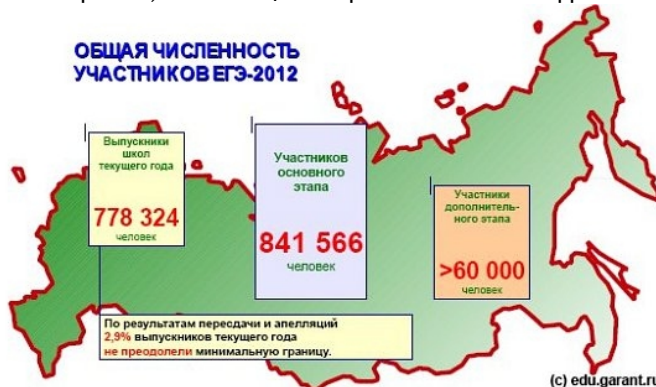 ОБЩАЯ ЧИСЛЕННОСТЬ
УЧАСТНИКОВ ЕГЭ-2012
Выпускники
школ
текущего года
778 324
человек
Участников
основного
этапа
841 566
человек
Участники
дополнитель-
ного этапа
>60 000
человек
По результатам пересдачи и апелляций
2,9% выпускников текущего года
не преодолели минимальную границу.
(c) edu.garant.ru